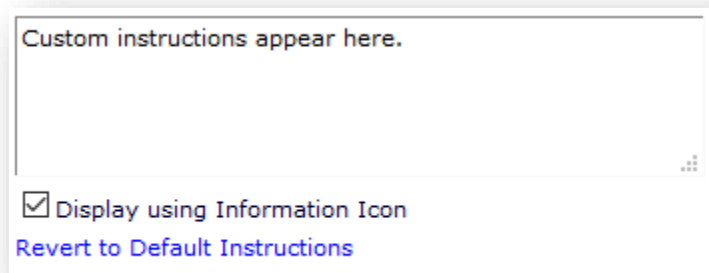 Custom instructions appear here.
Display using Information Icon
Revert to Default Instructions